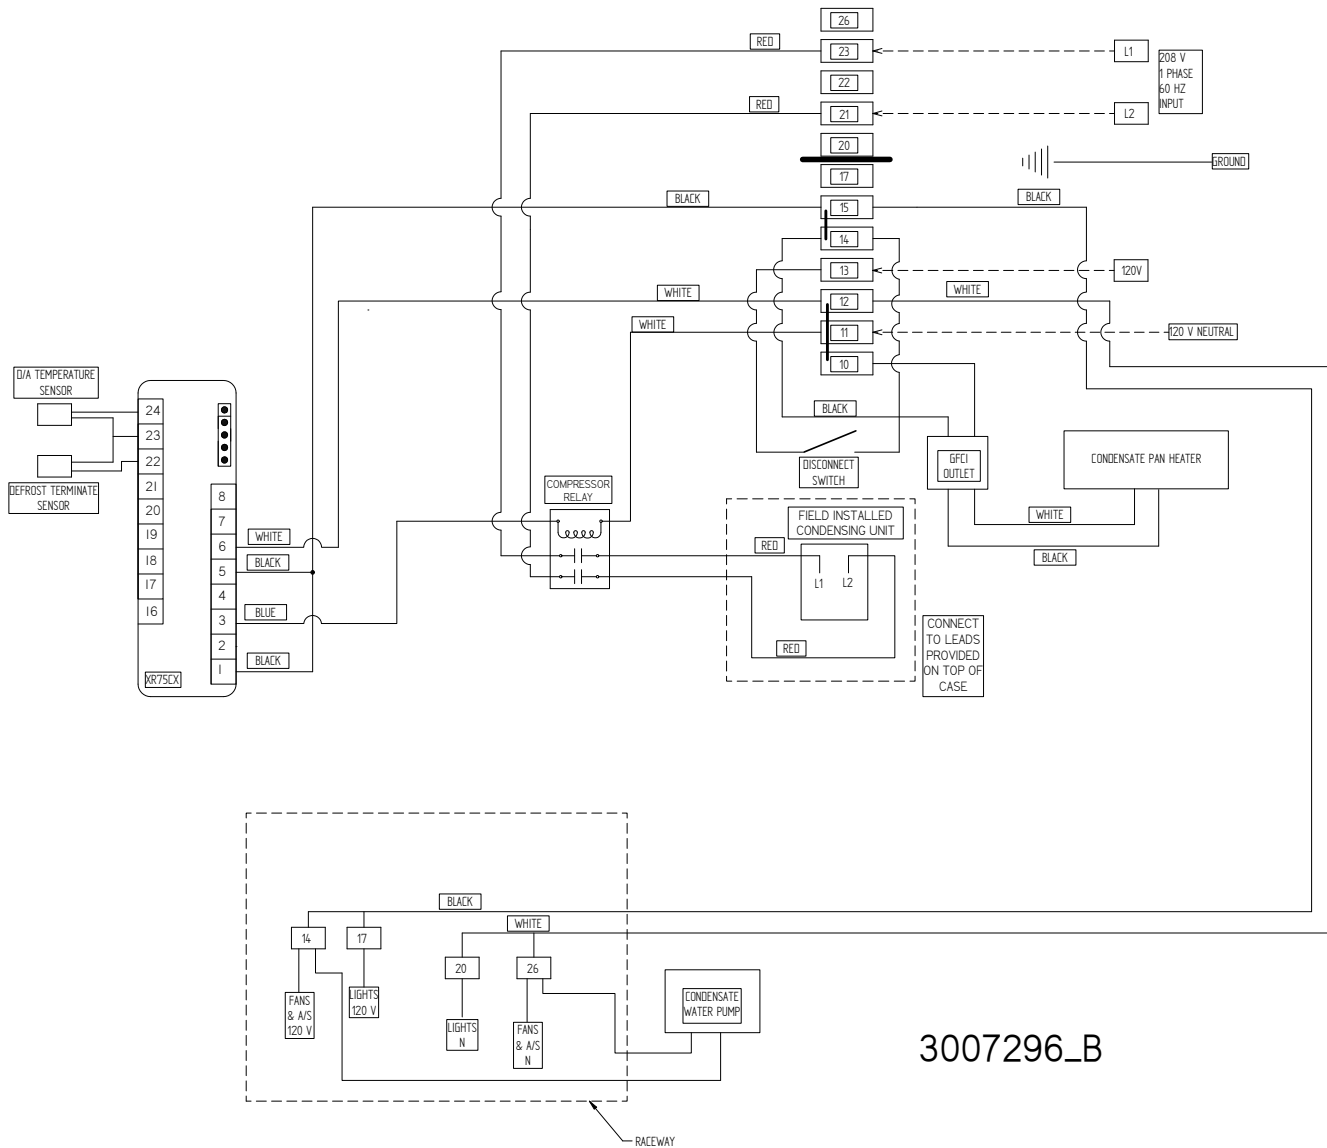 26
RED
23
L1
208 V
1 PHASE
60 HZ
INPUT
22
RED
21
L2
20
GROUND
17
BLACK
15
BLACK
14
13
120V
WHITE
12
WHITE
WHITE
11
120 V NEUTRAL
10
D/A TEMPERATURE
SENSOR
DEFROST TERMINATE
SENSOR
24
23
22
21
20
19
18
17
16
8
7
6
5
4
3
2
1
XR75CX
WHITE
BLACK
BLUE
BLACK
COMPRESSOR
RELAY
BLACK
DISCONNECT
SWITCH
GFCI
OUTLET
CONDENSATE PAN HEATER
WHITE
BLACK
FIELD INSTALLED
CONDENSING UNIT
RED
L1
L2
RED
CONNECT
TO LEADS
PROVIDED
ON TOP OF
CASE
BLACK
WHITE
14
17
20
26
FANS
& A/S
120 V
LIGHTS
120 V
LIGHTS
N
FANS
& A/S
N
CONDENSATE
WATER PUMP
3007296_B
RACEWAY